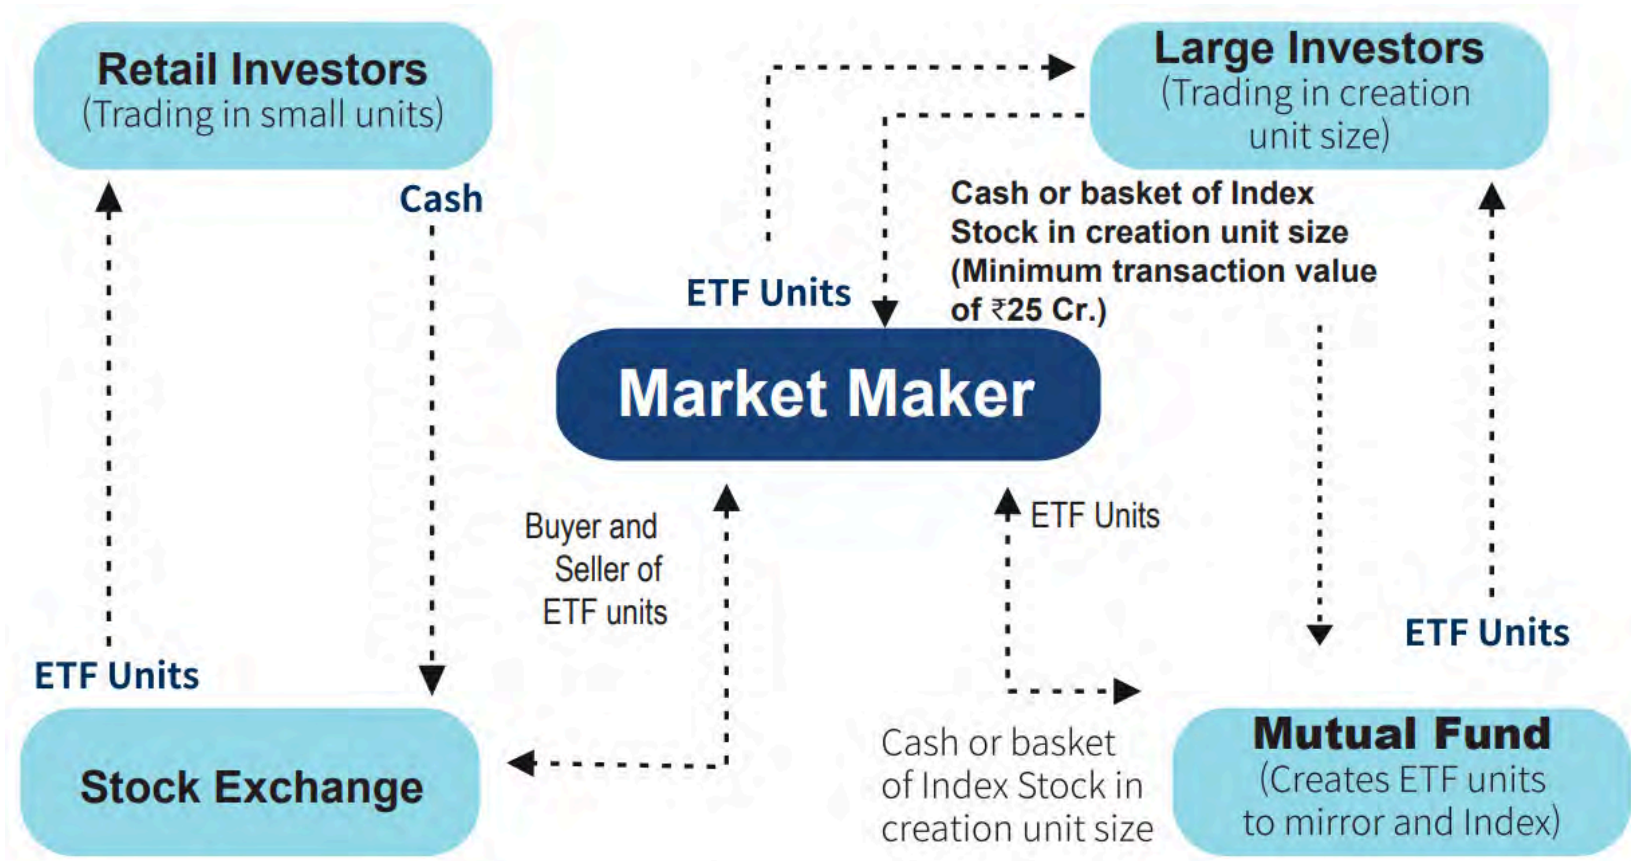 Retail Investors
(Trading in small units)
Large Investors
(Trading in creation
unit size)
Cash
Cash or basket of Index
Stock in creation unit size
(Minimum transaction value
of ₹25 Cr.)
ETF Units
Market Maker
Buyer and
Seller of
ETF units
ETF Units
ETF Units
ETF Units
Stock Exchange
Cash or basket
of Index Stock in
creation unit size
Mutual Fund
(Creates ETF units
to mirror and Index)